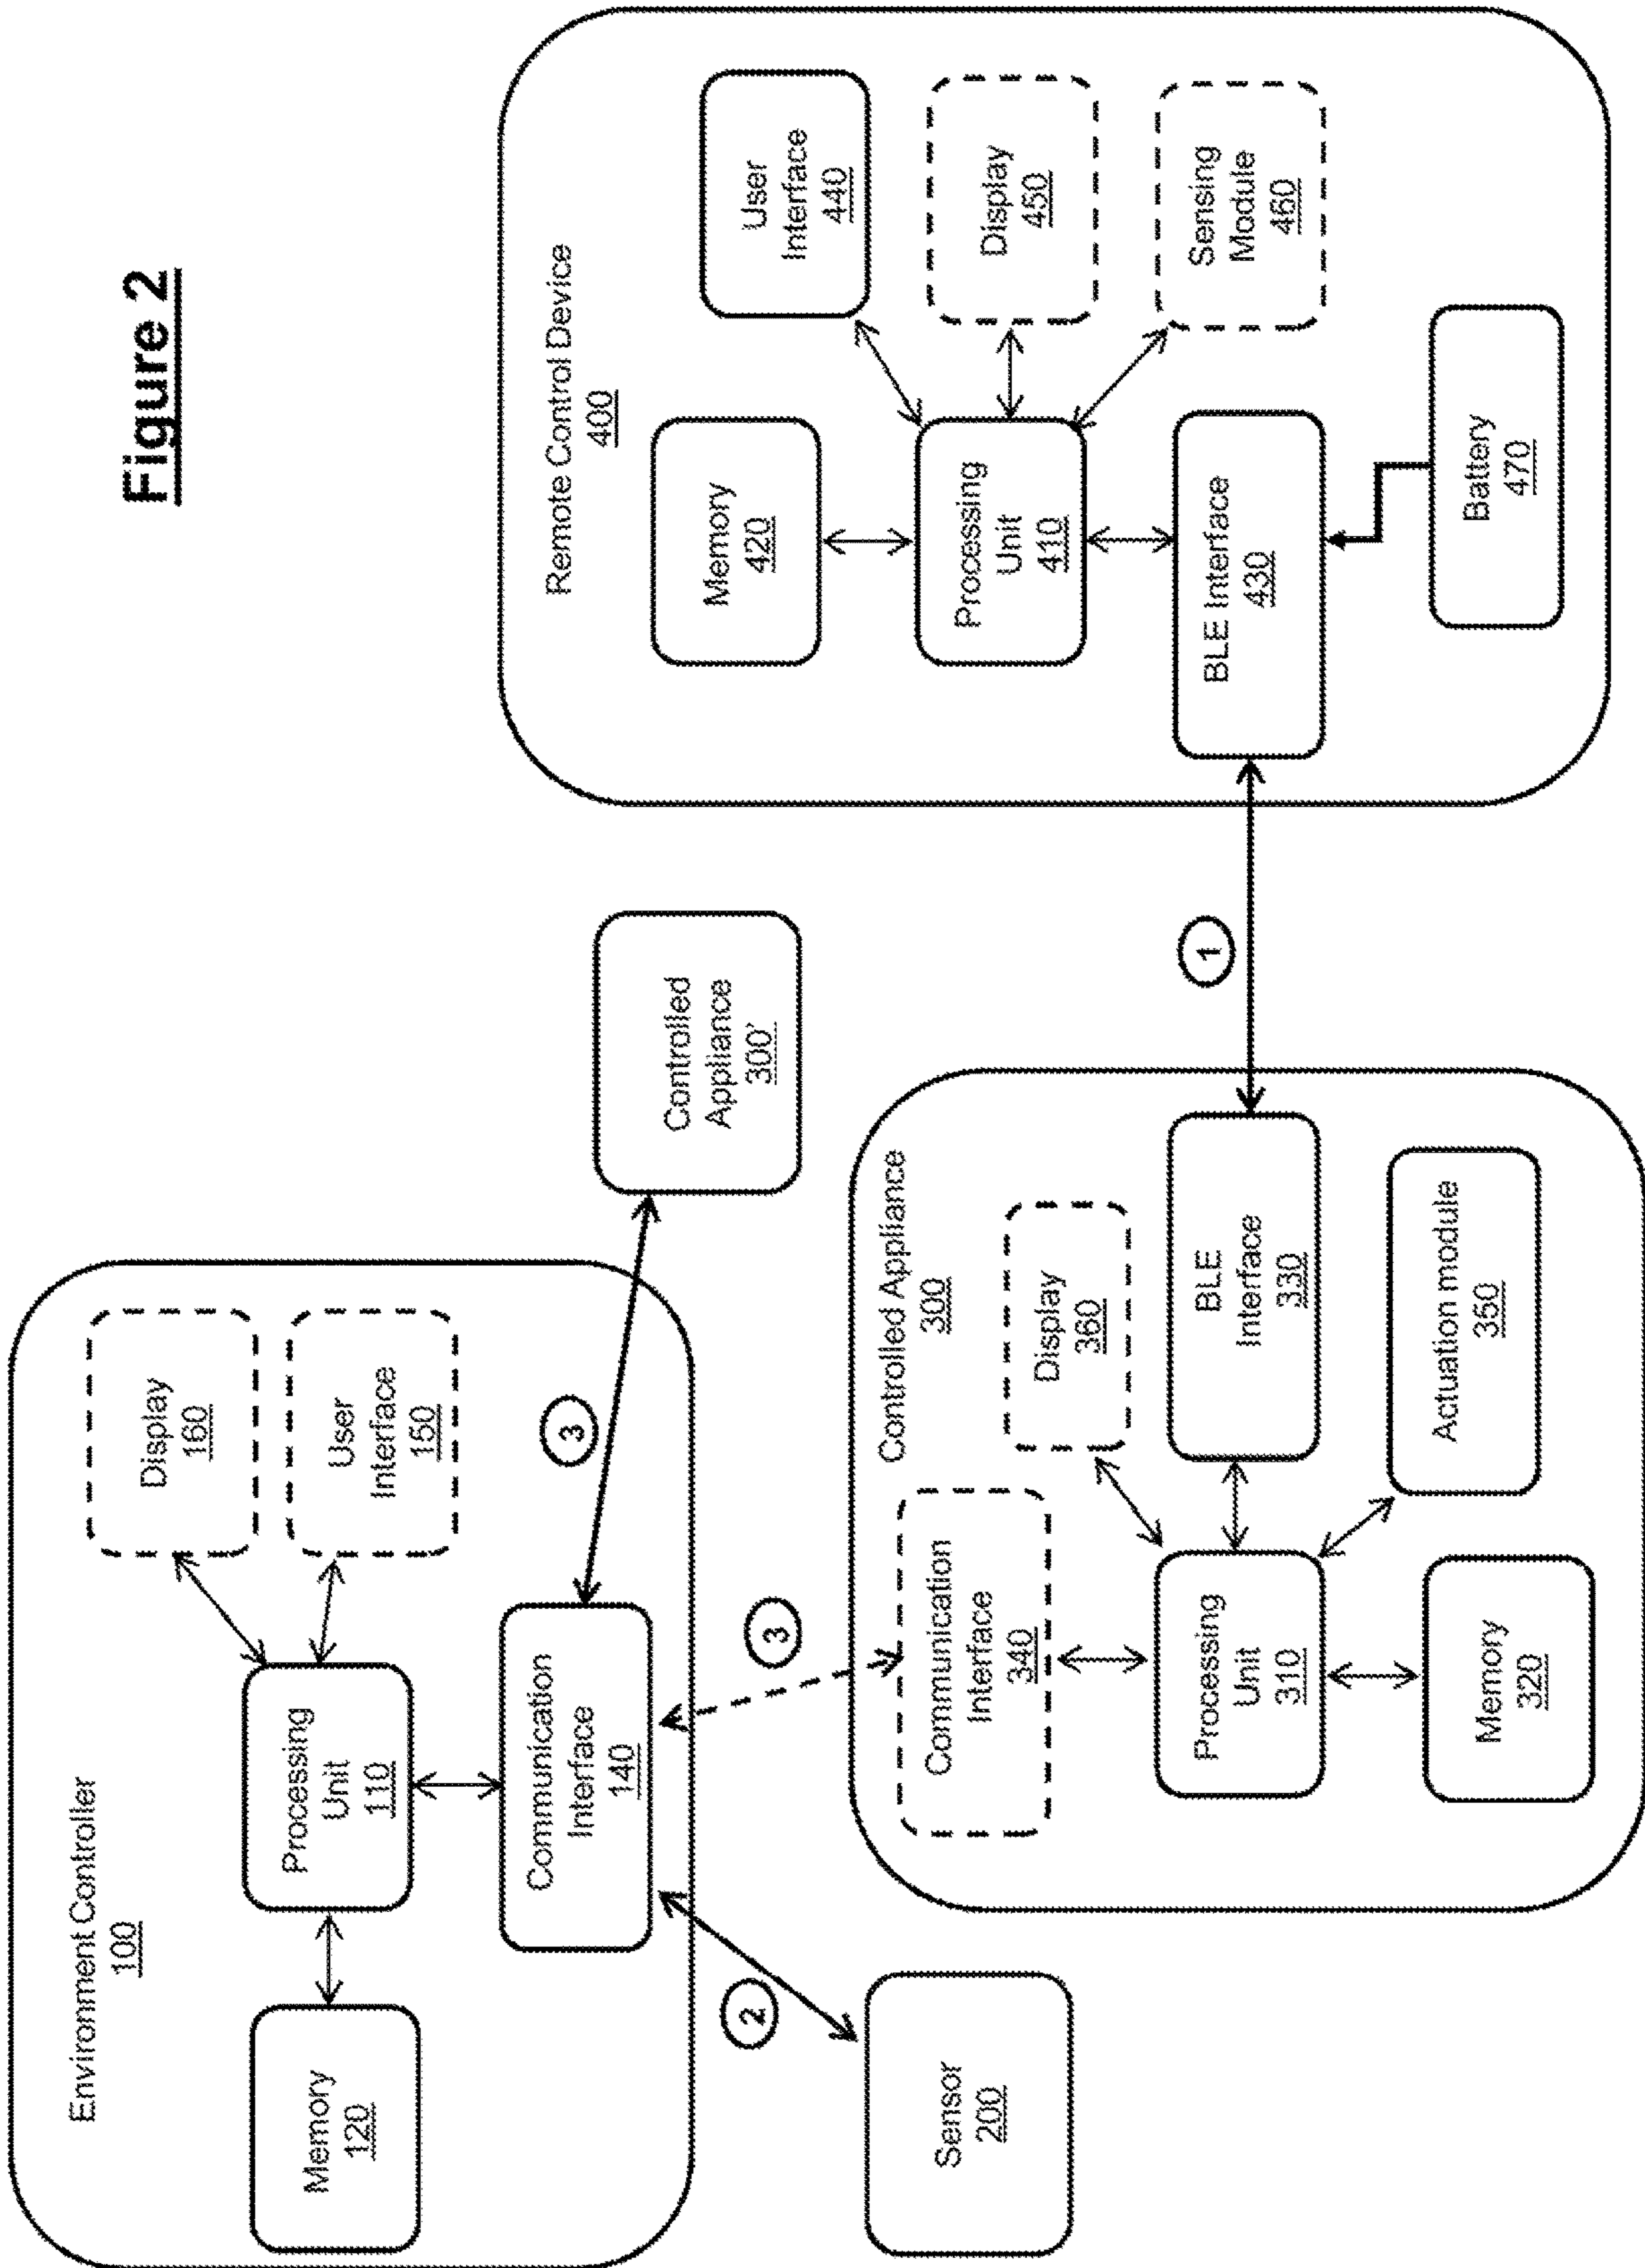 Figure 2
Environment Controller
100
Memory
120
Processing
Unit
110
Display
160
User
Interface
150
Communication
Interface
140
2
3
3
Sensor
200
Controlled
Appliance
300'
Controlled Appliance
300
Communication
Interface
340
Display
360
Processing
Unit
310
BLE
Interface
330
Memory
320
Actuation module
350
1
Remote Control Device
400
Memory
420
User
Interface
440
Processing
Unit
410
Display
450
BLE Interface
430
Sensing
Module
460
Battery
470